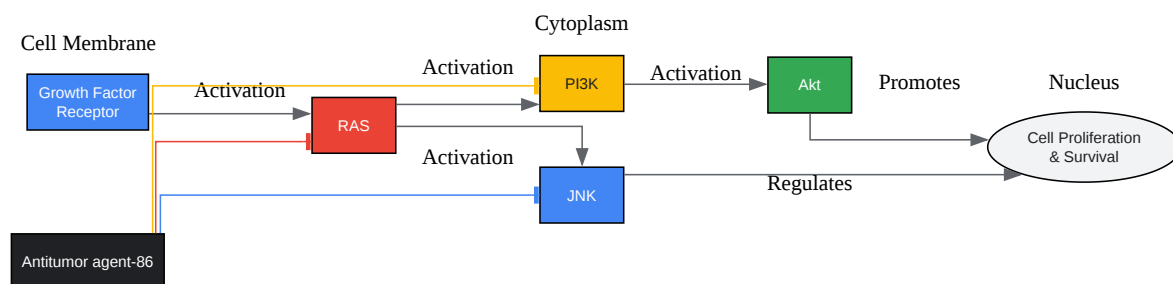 Cytoplasm
Cell Membrane
Activation
Activation
Activation
Promotes
Nucleus
Growth Factor
Receptor
RAS
PI3K
Akt
Cell Proliferation
& Survival
Activation
JNK
Regulates
Antitumor agent-86